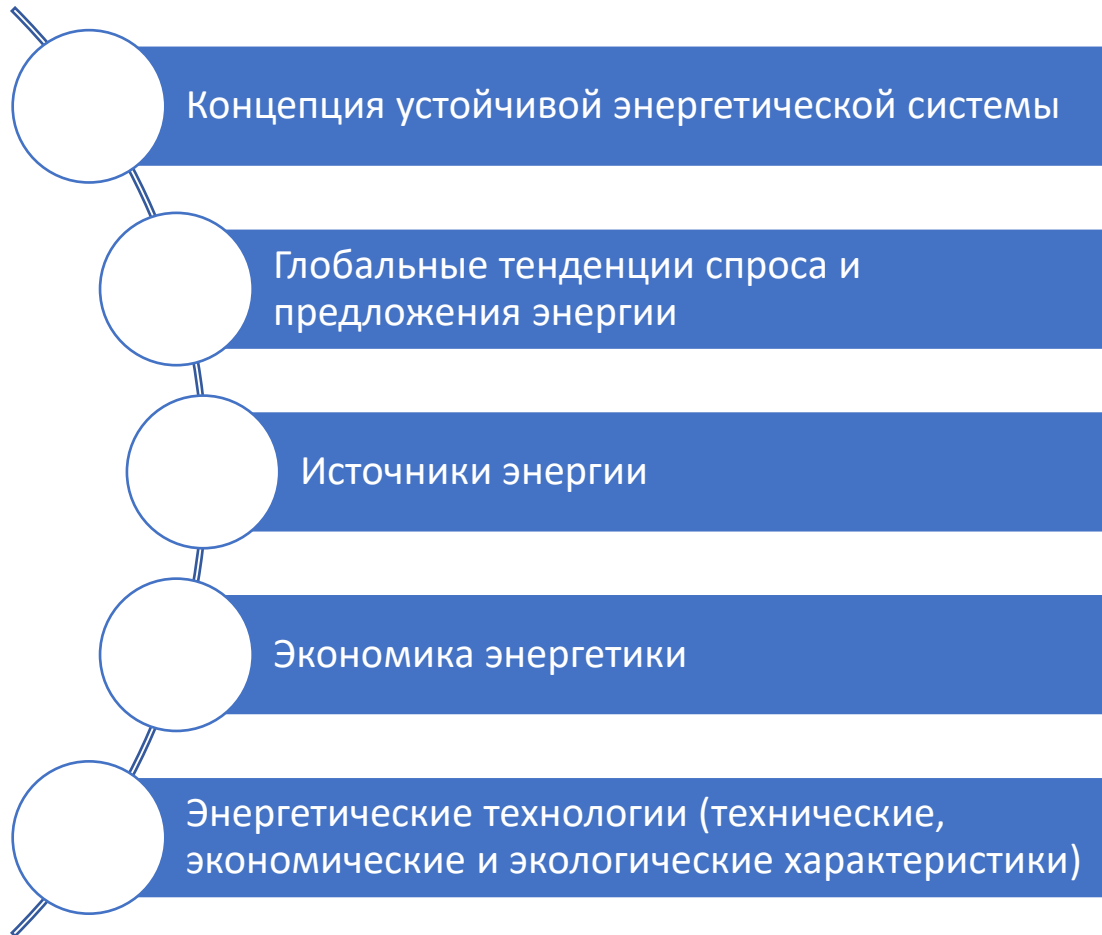 Концепция устойчивой энергетической системы
Глобальные тенденции спроса и
предложения энергии
Источники энергии
Экономика энергетики
Энергетические технологии (технические,
экономические и экологические характеристики)